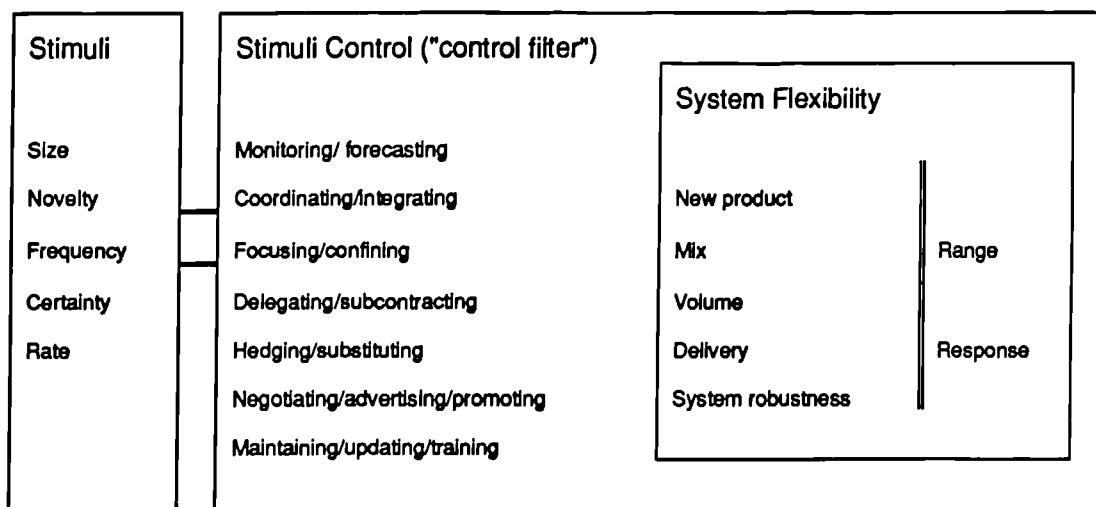 Stimuli
Size
Novelty
Frequency
Certainty
Rate
Stimuli Control ("control filter")
Monitoring/ forecasting
Coordinating/integrating
Focusing/confining
Delegating/subcontracting
Hedging/substituting
Negotiating/advertising/promoting
Maintaining/updating/training
System Flexibility
New product
Mix
Volume
Delivery
System robustness
Range
Response